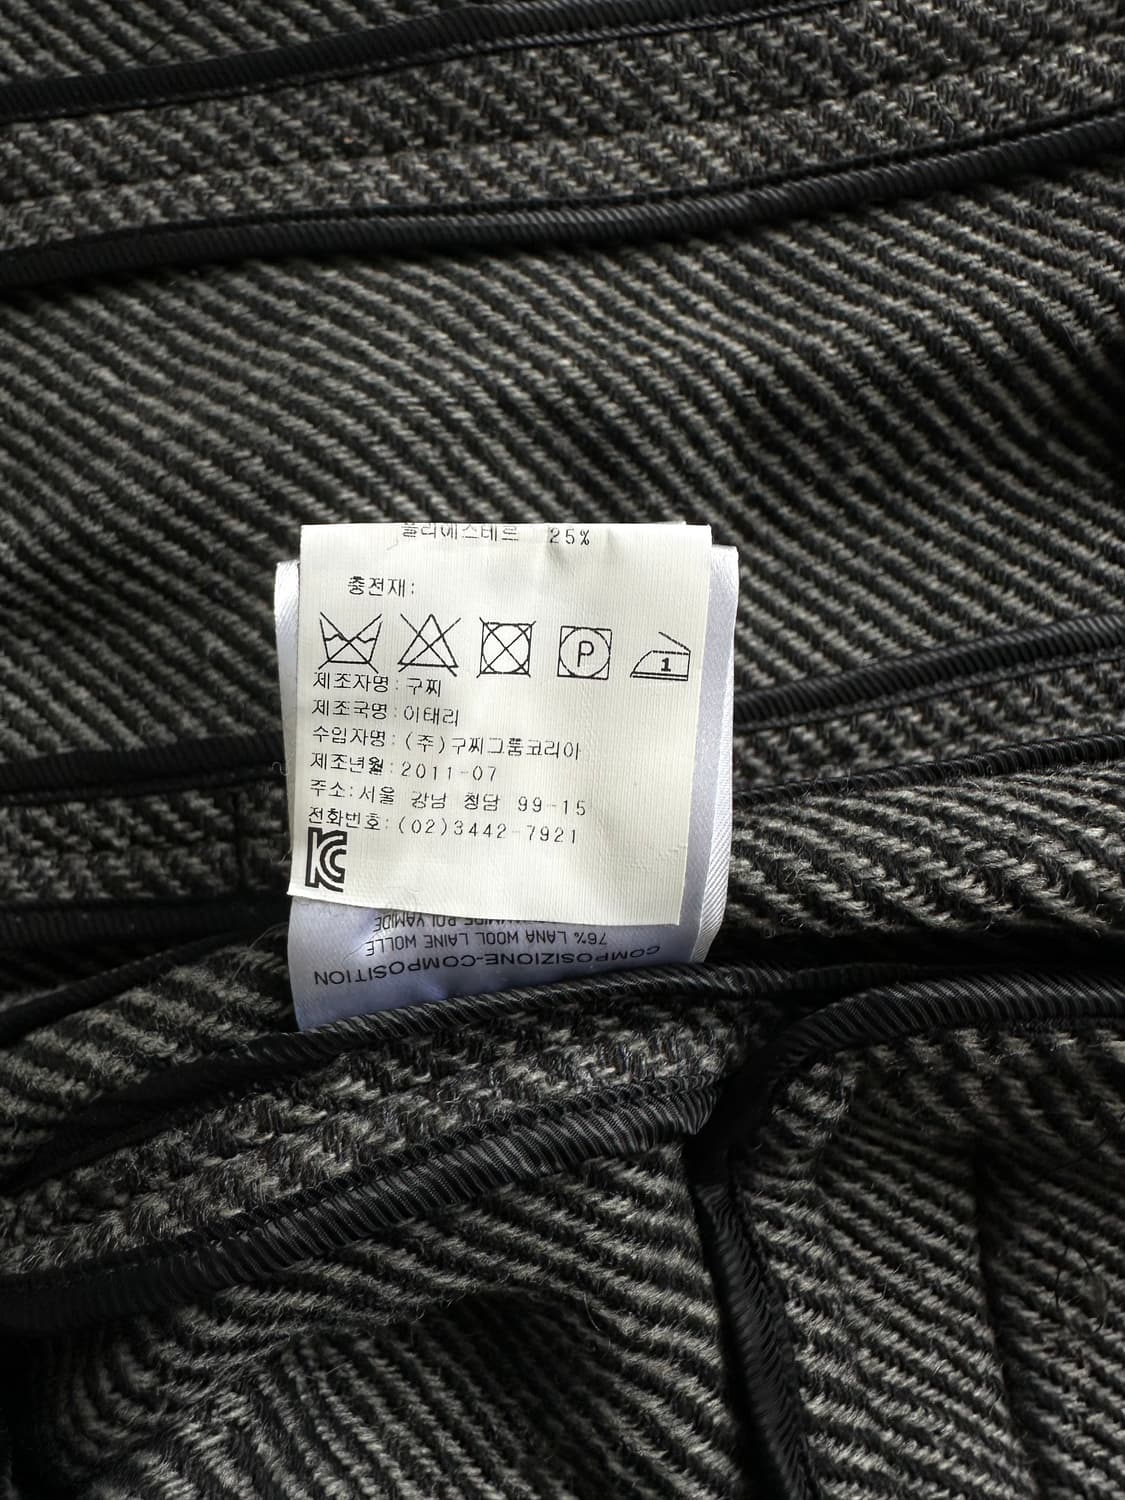 폴리에스테르 25%
충전재:
P 1
제조자명:구찌
제조국명:이태리
수입자명:(주)구찌그룹코리아
제조년월:2011-07
주소:서울 강남 청담 99-15
전화번호:(02)3442-7921
KC
COMPOSIZIONE-COMPOSITION
76% LANA WOOL LAINE WOLLE
POLYAMIDE